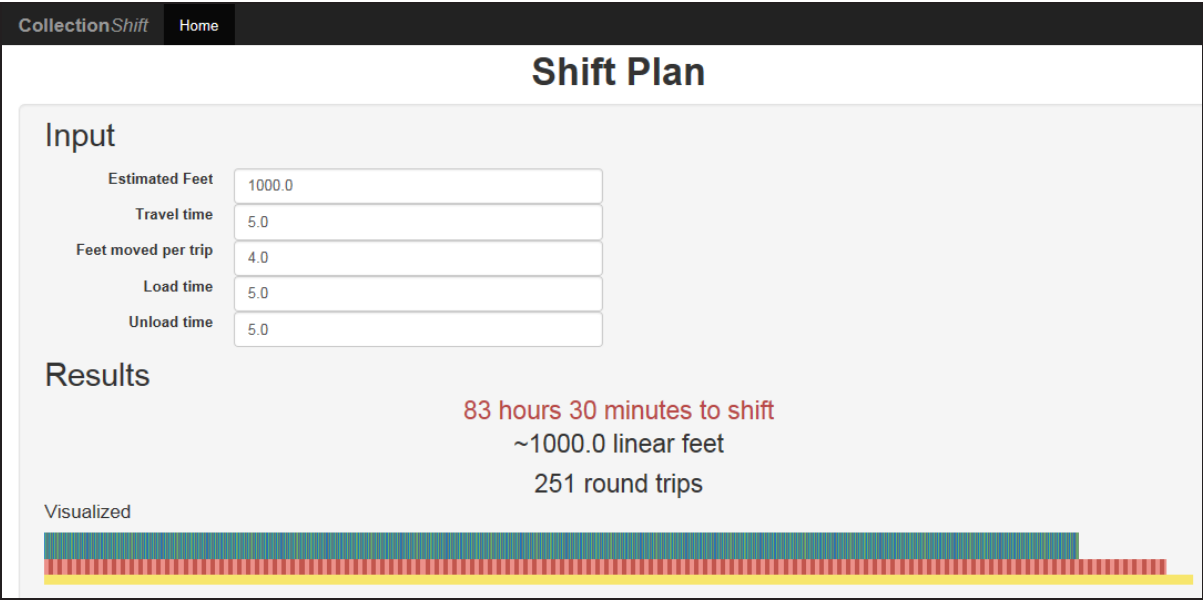 CollectionShift Home
Shift Plan
Input
Estimated Feet 1000.0
Travel time 5.0
Feet moved per trip 4.0
Load time 5.0
Unload time 5.0
Results
83 hours 30 minutes to shift
~1000.0 linear feet
251 round trips
Visualized